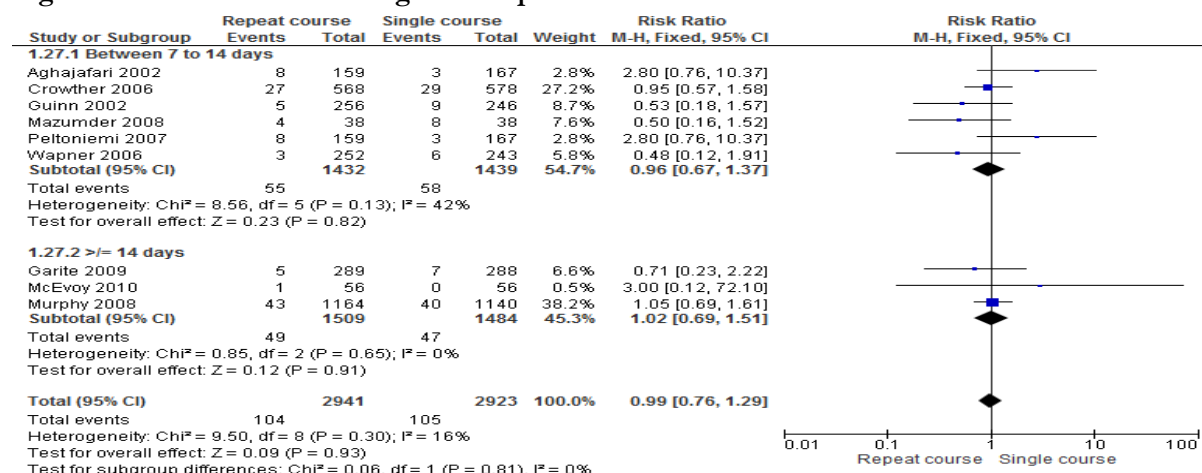 Repeat course Single course Risk Ratio Risk Ratio
Study or Subgroup Events Total Events Total Weight M-H, Fixed, 95% CI M-H, Fixed, 95% CI
1.27.1 Between 7 to 14 days
Aghajafari 2002 8 159 3 167 2.8% 2.80 [0.76, 10.37]
Crowther 2006 27 568 29 578 27.2% 0.95 [0.57, 1.58]
Guinn 2002 5 256 9 246 8.7% 0.53 [0.18, 1.57]
Mazumder 2008 4 38 8 38 7.6% 0.50 [0.16, 1.52]
Peltoniemi 2007 8 159 3 167 2.8% 2.80 [0.76, 10.37]
Wapner 2006 3 252 6 243 5.8% 0.48 [0.12, 1.91]
Subtotal (95% CI) 1432 1439 54.7% 0.96 [0.67, 1.37]
Total events 55 58
Heterogeneity: Chi² = 8.56, df = 5 (P = 0.13); I² = 42%
Test for overall effect: Z = 0.23 (P = 0.82)
1.27.2 >/= 14 days
Garite 2009 5 289 7 288 6.6% 0.71 [0.23, 2.22]
McEvoy 2010 1 56 0 56 0.5% 3.00 [0.12, 72.10]
Murphy 2008 43 1164 40 1140 38.2% 1.05 [0.69, 1.61]
Subtotal (95% CI) 1509 1484 45.3% 1.02 [0.69, 1.51]
Total events 49 47
Heterogeneity: Chi² = 0.85, df = 2 (P = 0.65); I² = 0%
Test for overall effect: Z = 0.12 (P = 0.91)
Total (95% CI) 2941 2923 100.0% 0.99 [0.76, 1.29]
Total events 104 105
Heterogeneity: Chi² = 9.50, df = 8 (P = 0.30); I² = 16%
Test for overall effect: Z = 0.09 (P = 0.93)
Test for subgroup differences: Chi² = 0.06, df = 1 (P = 0.81), I² = 0%
0.01 0.1 1 10 100
Repeat course Single course